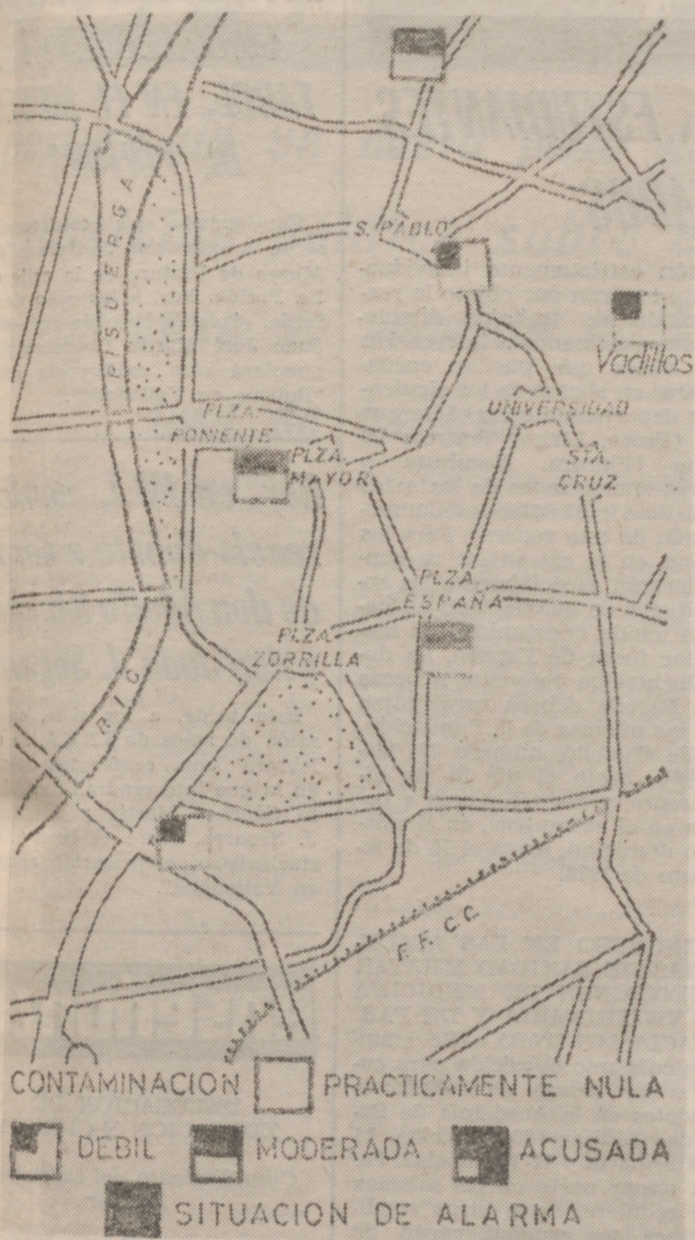 S. PABLO
PISUERGA
Vadillos
PLZA.
PONIENTE
UNIVERSIDAD
PLZA.
MAYOR
STA.
CRUZ
PLZA.
ESPAÑA
PLZA.
ZORRILLA
RIO
F.F. C.C.
CONTAMINACION PRACTICAMENTE NULA
DEBIL MODERADA ACUSADA
SITUACION DE ALARMA